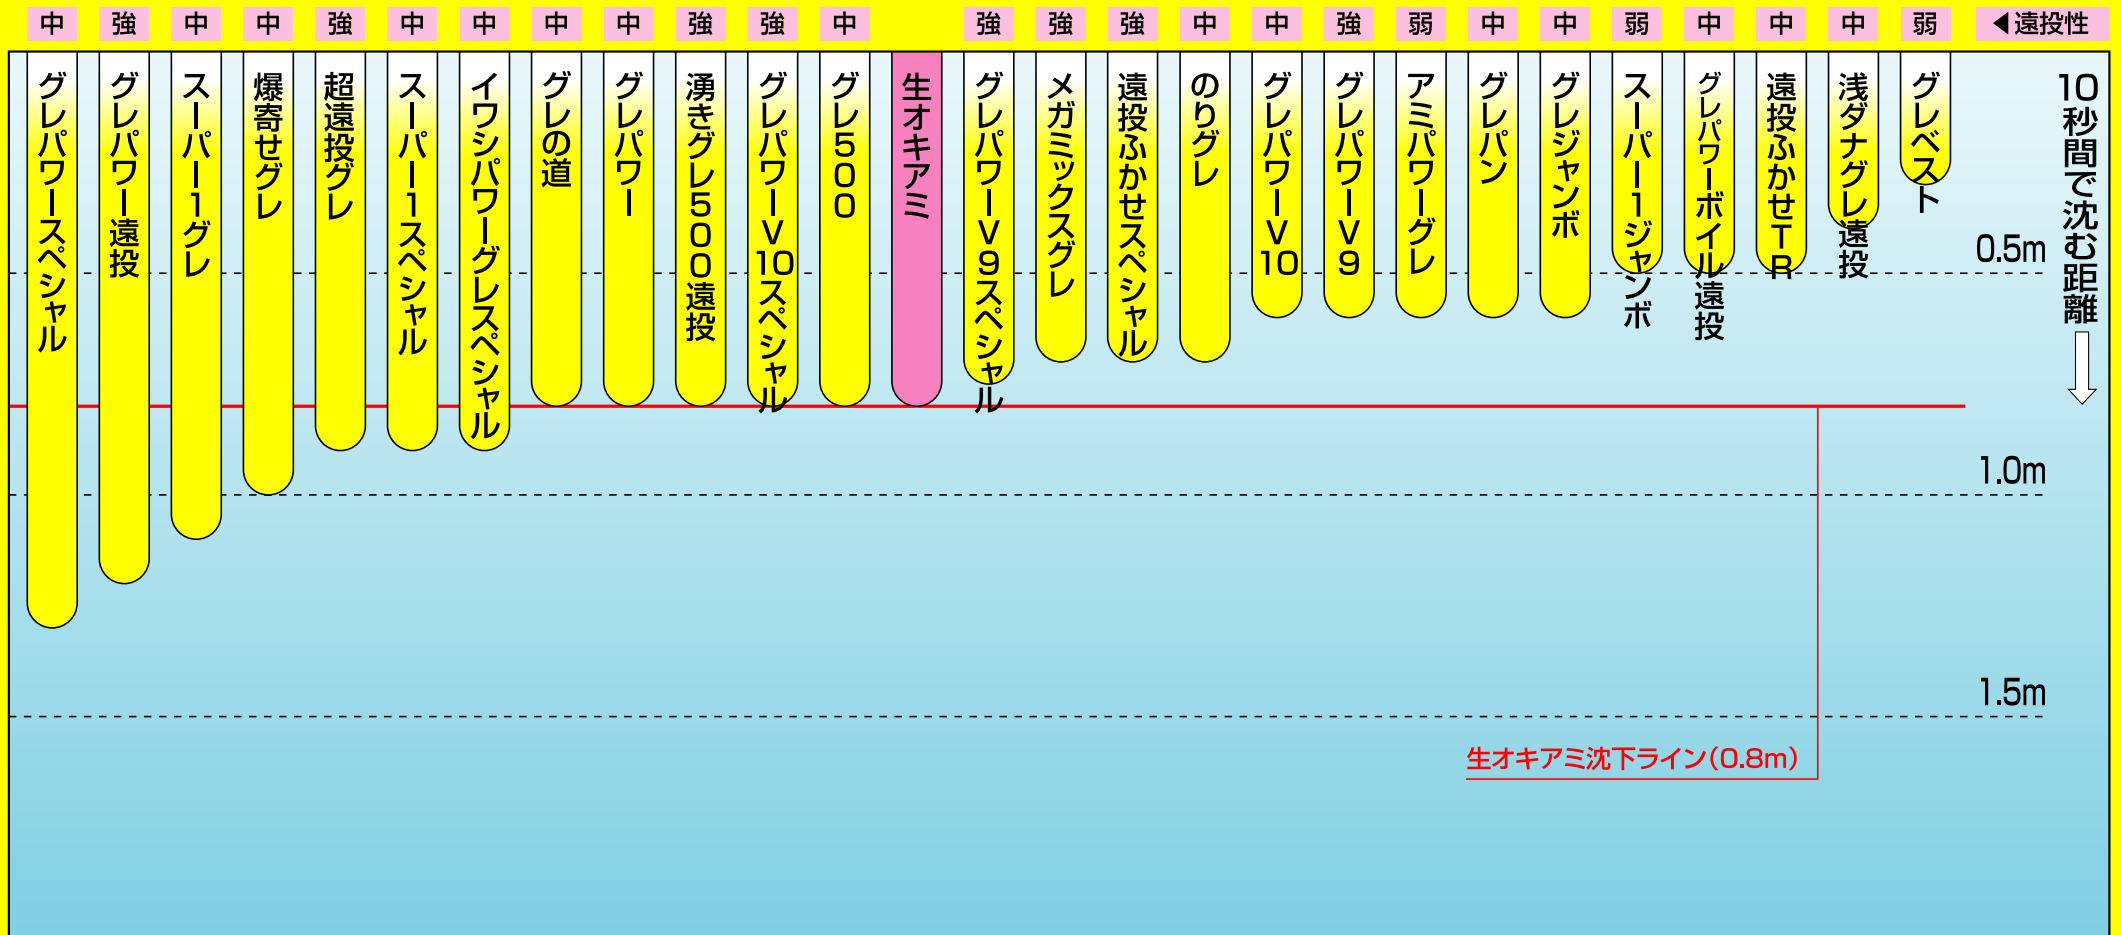 中 強 中 中 強 中 中 中 中 強 強 中 強 強 強 中 中 強 弱 中 中 弱 中 中 中 弱 ◀遠投性
グレパワースペシャル
グレパワー遠投
スーパー1グレ
爆寄せグレ
超遠投グレ
スーパー1スペシャル
イワシパワーグレスペシャル
グレの道
グレパワー
湧きグレ500遠投
グレパワーV10スペシャル
グレ500
生オキアミ
グレパワーV9スペシャル
メガミックスグレ
遠投ふかせスペシャル
のりグレ
グレパワーV10
グレパワーV9
アミパワーグレ
グレパン
グレジャンボ
スーパー1ジャンボ
グレパワーボイル遠投
遠投ふかせTR
浅ダナグレ遠投
グレベスト
10秒間で沈む距離
0.5m
1.0m
1.5m
生オキアミ沈下ライン(0.8m)